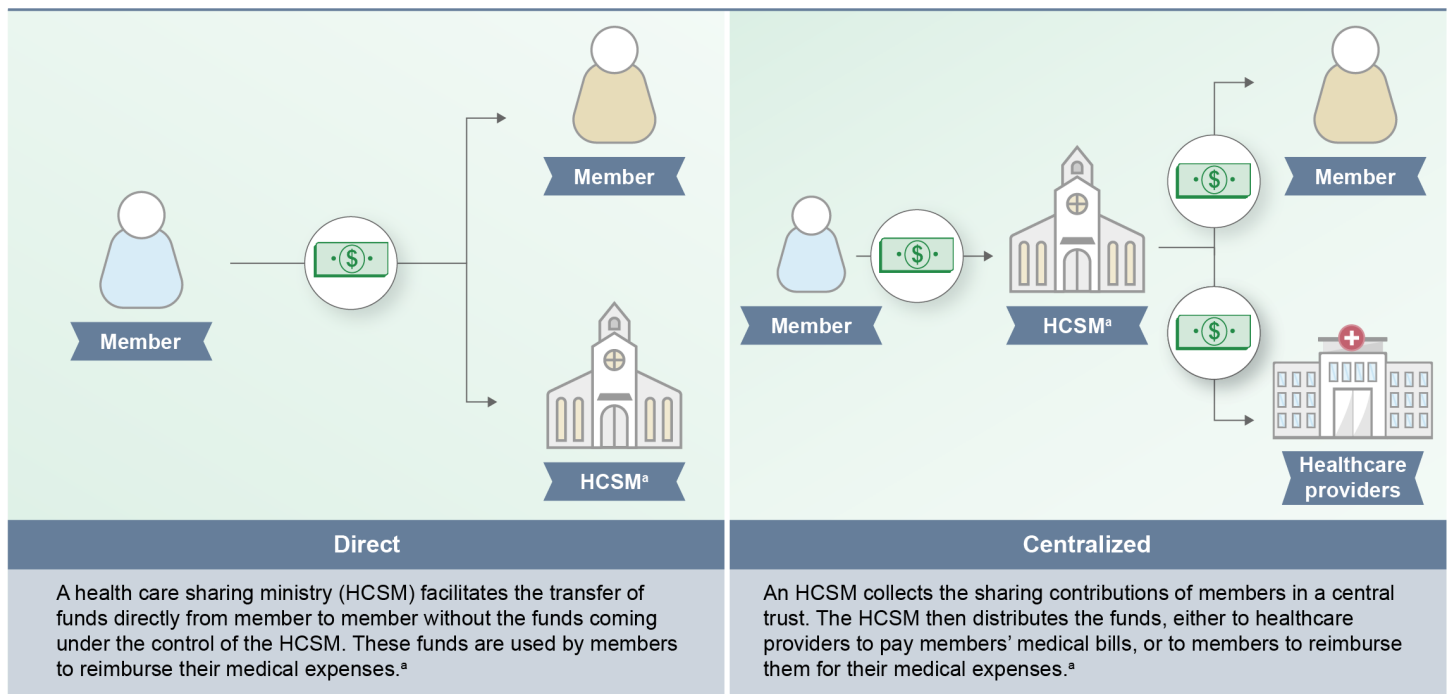 Member
Member
HCSMᵃ
Direct
A health care sharing ministry (HCSM) facilitates the transfer of
funds directly from member to member without the funds coming
under the control of the HCSM. These funds are used by members
to reimburse their medical expenses.ᵃ
Member
$
HCSMᵃ
$
Member
$
Healthcare
providers
$
Centralized
An HCSM collects the sharing contributions of members in a central
trust. The HCSM then distributes the funds, either to healthcare
providers to pay members’ medical bills, or to members to reimburse
them for their medical expenses.ᵃ